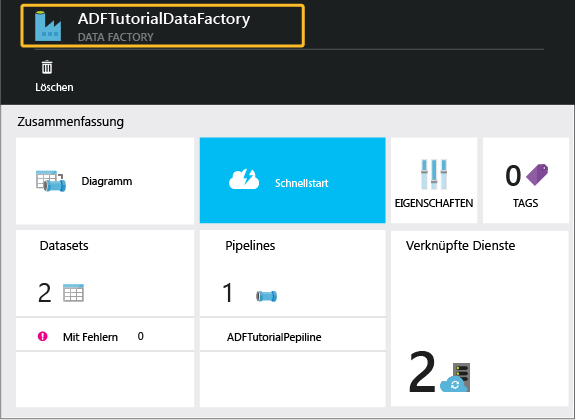 ADFTutorialDataFactory
DATA FACTORY
Löschen
Zusammenfassung
Diagramm
Schnellstart
EIGENSCHAFTEN
0
TAGS
Datasets
2
Mit Fehlern 0
Pipelines
1
ADFTutorialPepiline
Verknüpfte Dienste
2